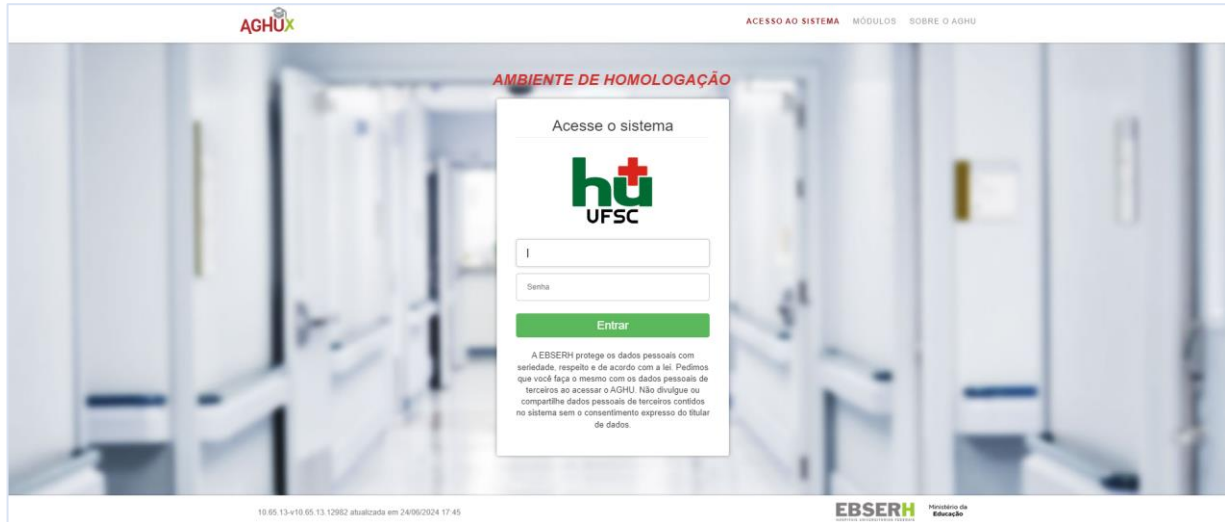 AGHUX
ACESSO AO SISTEMA MÓDULOS SOBRE O AGHU
AMBIENTE DE HOMOLOGAÇÃO
Acesse o sistema
hu
UFSC
Senha
Entrar
A EBSERH protege os dados pessoais com
seriedade, respeito e de acordo com a lei. Pedimos
que você faça o mesmo com os dados pessoais de
terceiros ao acessar o AGHU. Não divulgue ou
compartilhe dados pessoais de terceiros contidos
no sistema sem o consentimento expresso do titular
de dados.
10.65.13-v10.65.13.12982 atualizada em 24/06/2024 17:45
EBSERH
HOSPITAIS UNIVERSITÁRIOS FEDERAIS
Ministério da
Educação